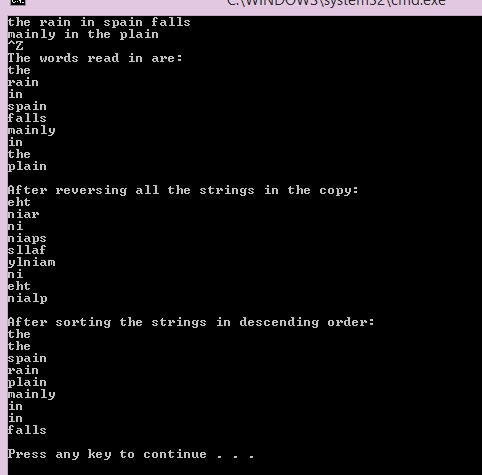 C:\WINDOWS\system32\cmd.exe
the rain in spain falls
mainly in the plain
^Z
The words read in are:
the
rain
in
spain
falls
mainly
in
the
plain
After reversing all the strings in the copy:
eht
niar
ni
niaps
sllaf
ylniam
ni
eht
nialp
After sorting the strings in descending order:
the
the
spain
rain
plain
mainly
in
in
falls
Press any key to continue . . .